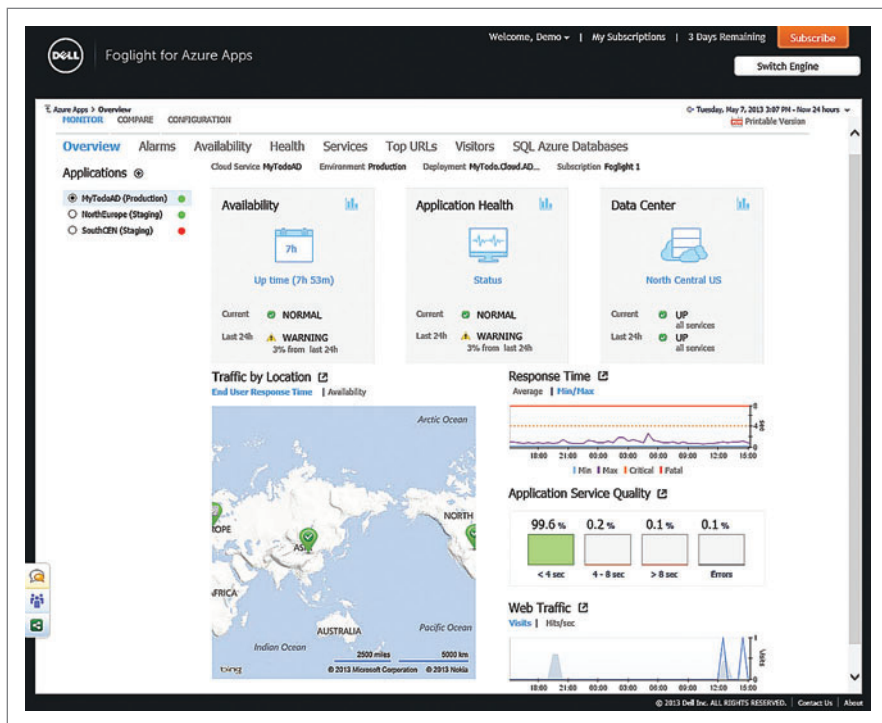 Welcome, Demo | My Subscriptions | 3 Days Remaining Subscribe
DELL Foglight for Azure Apps
Switch Engine
Azure Apps > Overview
Tuesday, May 7, 2013 3:07 PM - Now 24 hours
MONITOR COMPARE CONFIGURATION
Printable Version
Overview Alarms Availability Health Services Top URLs Visitors SQL Azure Databases
Cloud Service MyTodoAD Environment Production Deployment MyTodo.Cloud.AD... Subscription Foglight 1
Applications
MyTodoAD (Production)
NorthEurope (Staging)
SouthCEN (Staging)
Availability
7h
Up time (7h 53m)
Current NORMAL
Last 24h WARNING
3% from last 24h
Application Health
Status
Current NORMAL
Last 24h WARNING
3% from last 24h
Data Center
North Central US
Current UP
all services
Last 24h UP
all services
Traffic by Location
End User Response Time | Availability
Arctic Ocean
NORTH
OPE
ASIA
AFRICA
AUSTRALIA
Pacific Ocean
Indian Ocean
2500 miles 5000 km
bing © 2013 Microsoft Corporation © 2013 Nokia
Response Time
Average | Min/Max
8
4
0
sec
18:00 21:00 00:00 03:00 06:00 09:00 12:00 15:00
Min Max Critical Fatal
Application Service Quality
99.6 % 0.2 % 0.1 % 0.1 %
< 4 sec 4 - 8 sec > 8 sec Errors
Web Traffic
Visits | Hits/sec
1
0
Visits
18:00 21:00 00:00 03:00 06:00 09:00 12:00 15:00
© 2013 Dell Inc. ALL RIGHTS RESERVED. | Contact Us | About